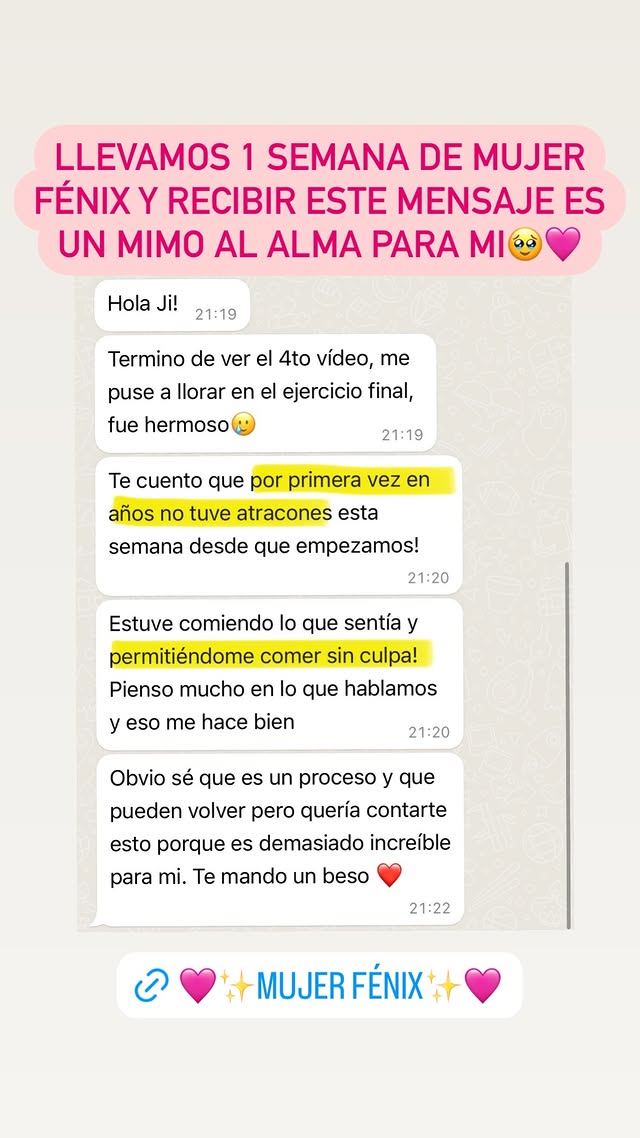 LLEVAMOS 1 SEMANA DE MUJER
FÉNIX Y RECIBIR ESTE MENSAJE ES
UN MIMO AL ALMA PARA MI🥹🩷
Hola Ji!
21:19
Termino de ver el 4to vídeo, me
puse a llorar en el ejercicio final,
fue hermoso🥲
21:19
Te cuento que por primera vez en
años no tuve atracones esta
semana desde que empezamos!
21:20
Estuve comiendo lo que sentía y
permitiéndome comer sin culpa!
Pienso mucho en lo que hablamos
y eso me hace bien
21:20
Obvio sé que es un proceso y que
pueden volver pero quería contarte
esto porque es demasiado increíble
para mi. Te mando un beso ❤️
21:22
🩷✨MUJER FÉNIX✨🩷